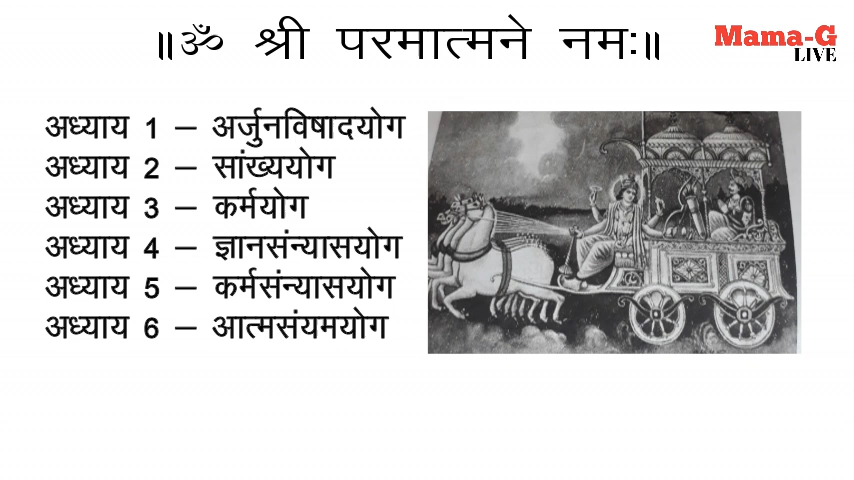 ॥ॐ श्री परमात्मने नमः॥
Mama-G
LIVE
अध्याय 1 – अर्जुनविषादयोग
अध्याय 2 – सांख्ययोग
अध्याय 3 – कर्मयोग
अध्याय 4 – ज्ञानसंन्यासयोग
अध्याय 5 – कर्मसंन्यासयोग
अध्याय 6 – आत्मसंयमयोग